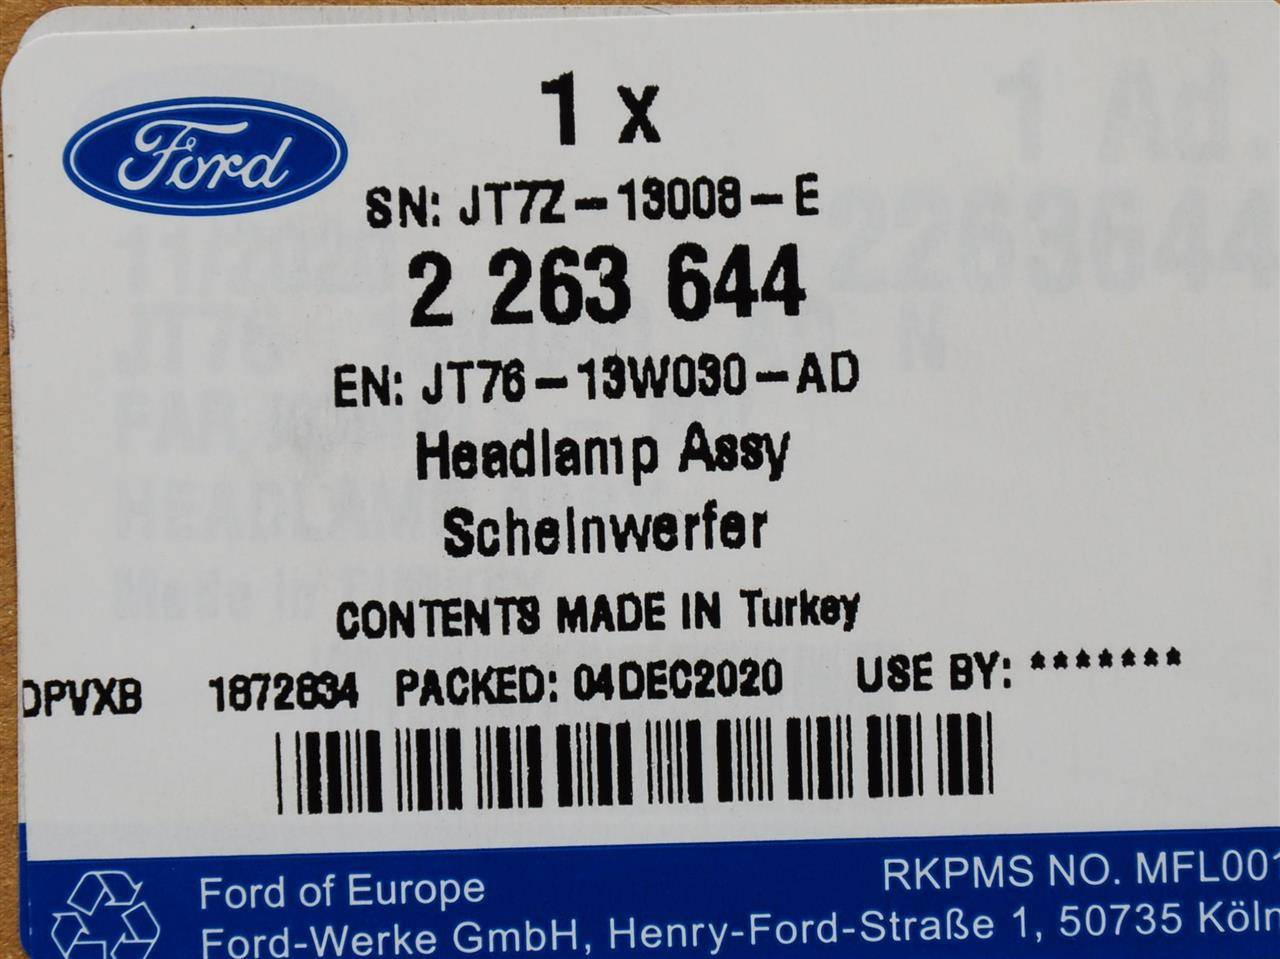 Ford
1 x
SN: JT7Z-13008-E
2 263 644
EN: JT76-13W030-AD
Headlamp Assy
Scheinwerfer
CONTENTS MADE IN Turkey
DPVXB 1872834 PACKED: 04DEC2020 USE BY: *******
RKPMS NO. MFL001
Ford of Europe
Ford-Werke GmbH, Henry-Ford-Straße 1, 50735 Köln